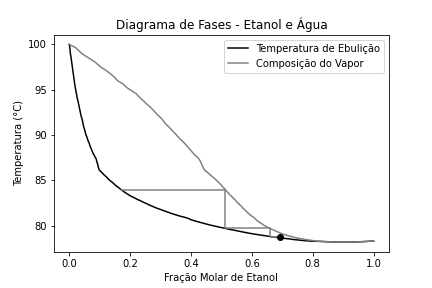 Diagrama de Fases - Etanol e Água
Temperatura de Ebulição
Composição do Vapor
Temperatura (°C)
100
95
90
85
80
0.0 0.2 0.4 0.6 0.8 1.0
Fração Molar de Etanol